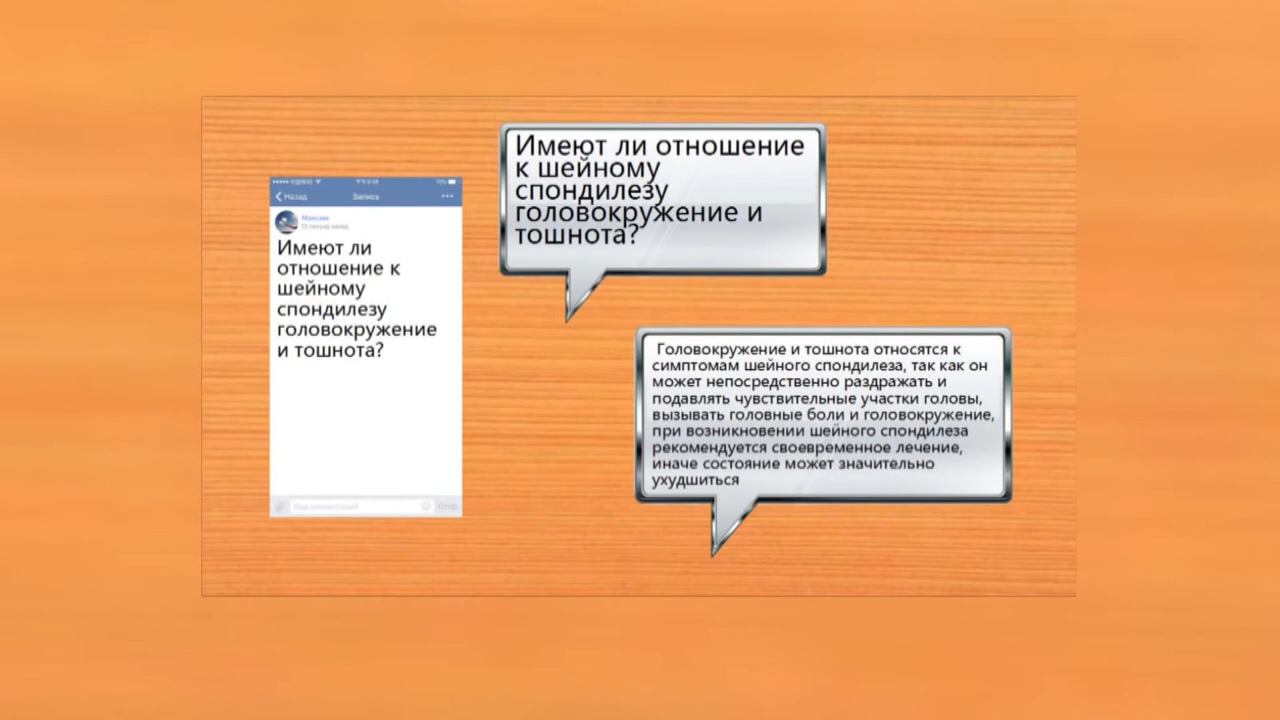 Назад
Запись
Максим
Имеют ли
отношение к
шейному
спондилезу
головокружение
и тошнота?
Отпр.
Имеют ли отношение
к шейному
спондилезу
головокружение и
тошнота?
Головокружение и тошнота относятся к
симптомам шейного спондилеза, так как он
может непосредственно раздражать и
подавлять чувствительные участки головы,
вызывать головные боли и головокружение,
при возникновении шейного спондилеза
рекомендуется своевременное лечение,
иначе состояние может значительно
ухудшиться